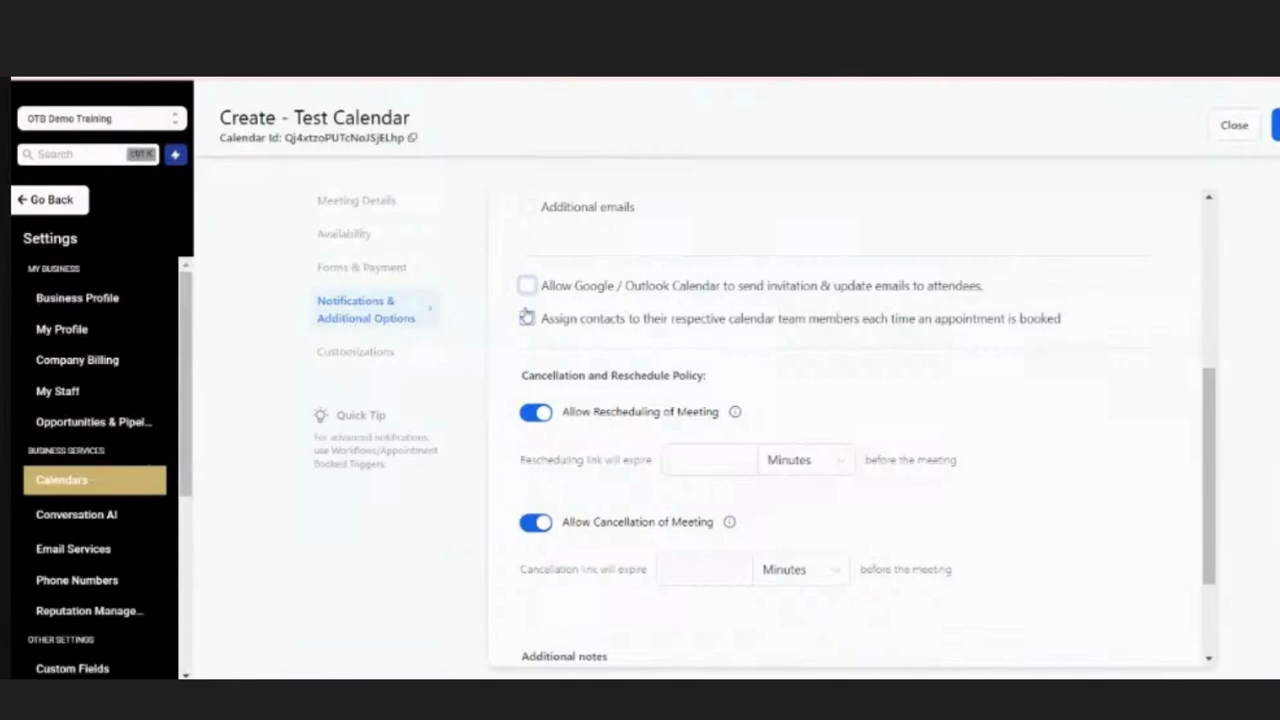 OTB Demo Training
Search
ctrl K
Go Back
Settings
MY BUSINESS
Business Profile
My Profile
Company Billing
My Staff
Opportunities & Pipel...
BUSINESS SERVICES
Calendars
Conversation AI
Email Services
Phone Numbers
Reputation Manage...
OTHER SETTINGS
Custom Fields
Create - Test Calendar
Calendar Id: Qj4xtzoPUTcNoJSjELhp
Close
Meeting Details
Availability
Forms & Payment
Notifications &
Additional Options
Customizations
Quick Tip
For advanced notifications,
use Workflows/Appointment
Booked Triggers.
Additional emails
Allow Google / Outlook Calendar to send invitation & update emails to attendees.
Assign contacts to their respective calendar team members each time an appointment is booked
Cancellation and Reschedule Policy:
Allow Rescheduling of Meeting
Rescheduling link will expire Minutes before the meeting
Allow Cancellation of Meeting
Cancellation link will expire Minutes before the meeting
Additional notes